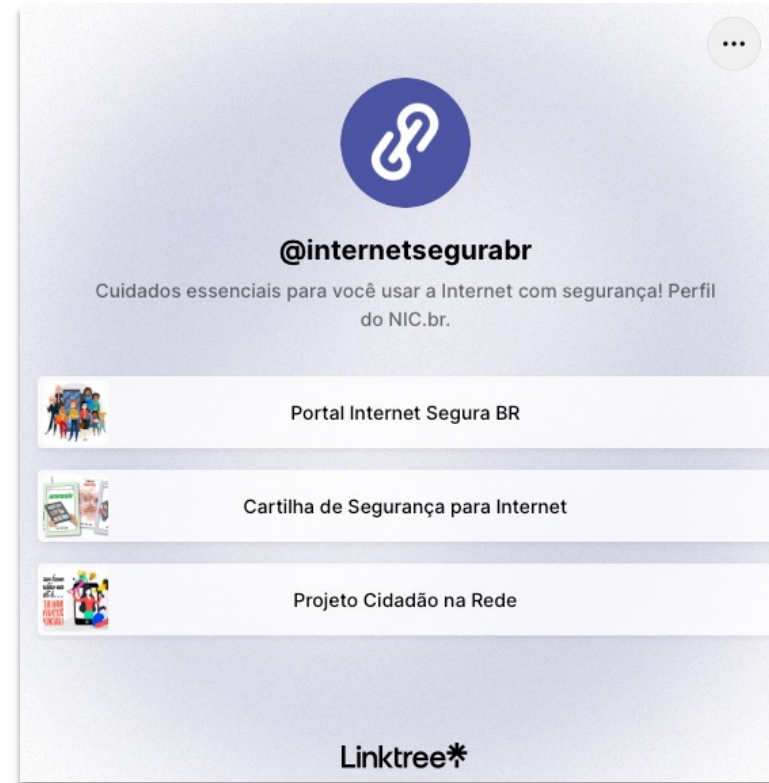 @internetsegurabr
Cuidados essenciais para você usar a Internet com segurança! Perfil
do NIC.br.
Portal Internet Segura BR
Cartilha de Segurança para Internet
Projeto Cidadão na Rede
Linktree